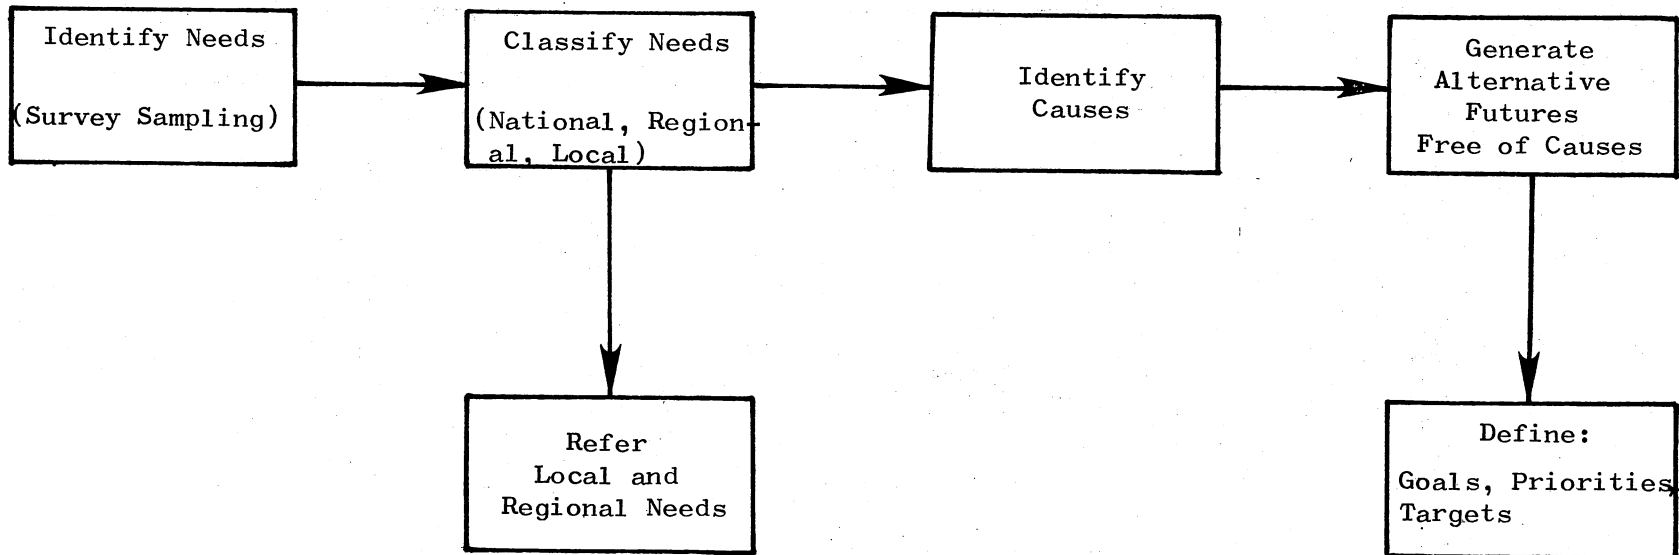 Identify Needs
(Survey Sampling)
Classify Needs
(National, Region-
al, Local)
Identify
Causes
Generate
Alternative
Futures
Free of Causes
Refer
Local and
Regional Needs
Define:
Goals, Priorities,
Targets